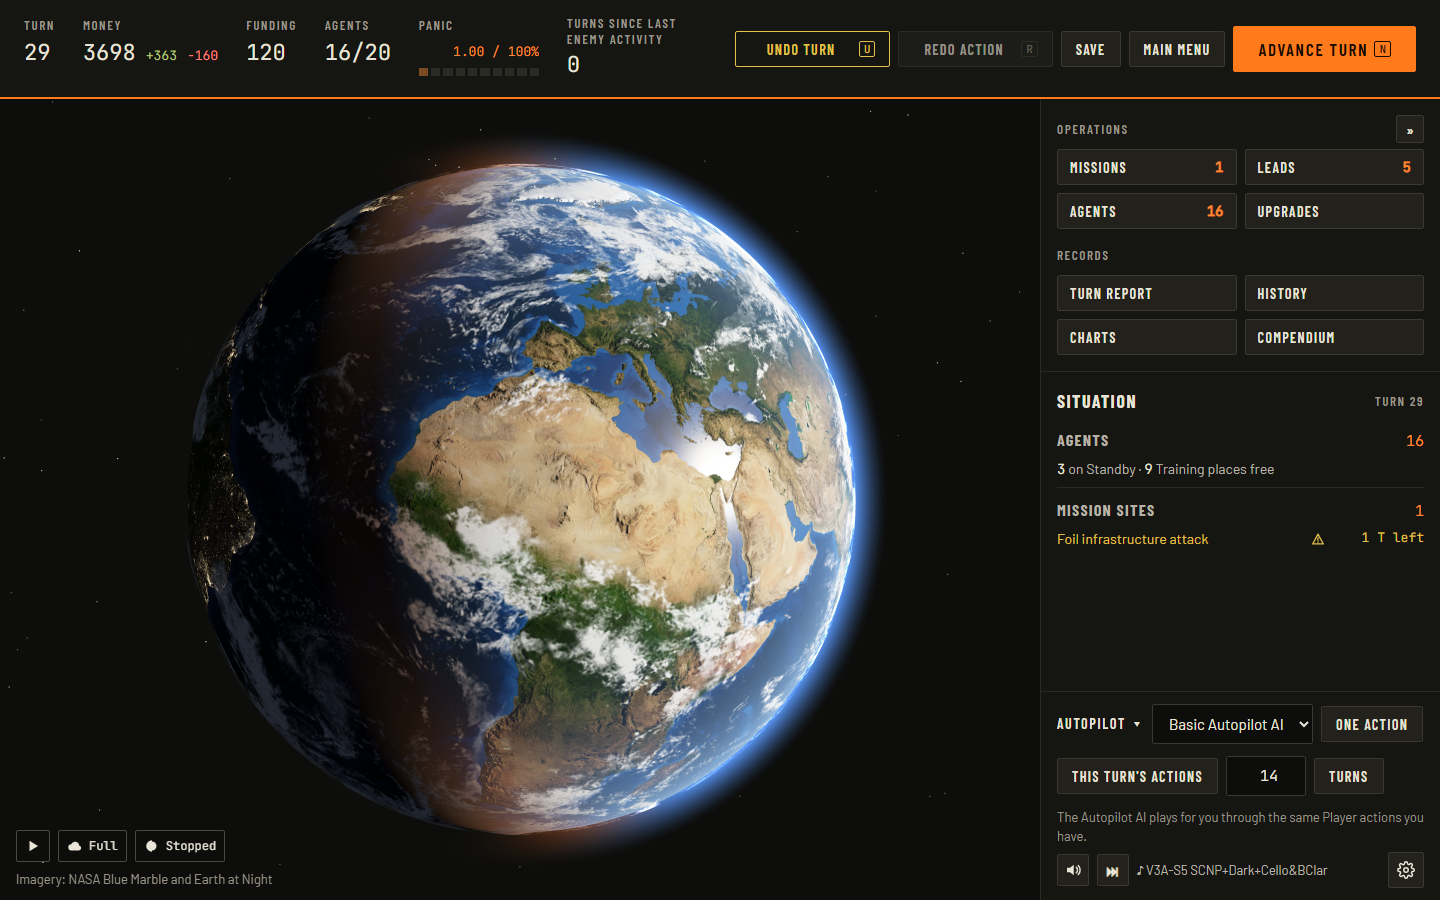 TURN
29
MONEY
3698 +363 -160
FUNDING
120
AGENTS
16/20
PANIC
1.00 / 100%
TURNS SINCE LAST
ENEMY ACTIVITY
0
UNDO TURN U
REDO ACTION R
SAVE
MAIN MENU
ADVANCE TURN N
OPERATIONS »
MISSIONS 1
LEADS 5
AGENTS 16
UPGRADES
RECORDS
TURN REPORT
HISTORY
CHARTS
COMPENDIUM
SITUATION TURN 29
AGENTS 16
3 on Standby · 9 Training places free
MISSION SITES 1
Foil infrastructure attack 1 T left
AUTOPILOT Basic Autopilot AI ONE ACTION
THIS TURN'S ACTIONS 14 TURNS
The Autopilot AI plays for you through the same Player actions you
have.
♪ V3A-S5 SCNP+Dark+Cello&BClar
Full
Stopped
Imagery: NASA Blue Marble and Earth at Night